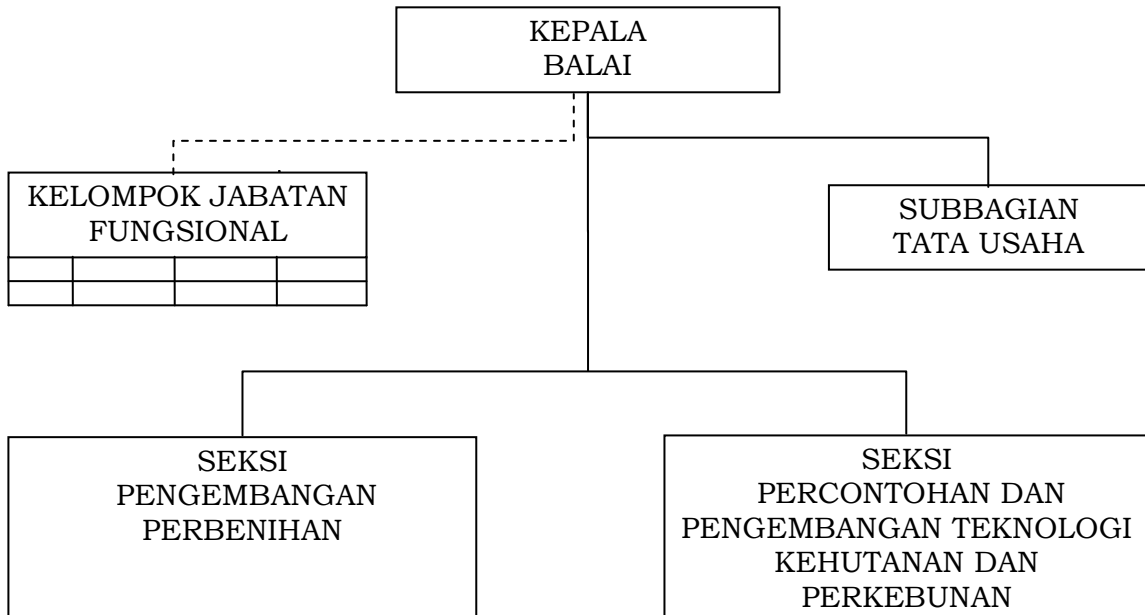 KEPALA
BALAI
KELOMPOK JABATAN
FUNGSIONAL
SUBBAGIAN
TATA USAHA
SEKSI
PENGEMBANGAN
PERBENIHAN
SEKSI
PERCONTOHAN DAN
PENGEMBANGAN TEKNOLOGI
KEHUTANAN DAN
PERKEBUNAN